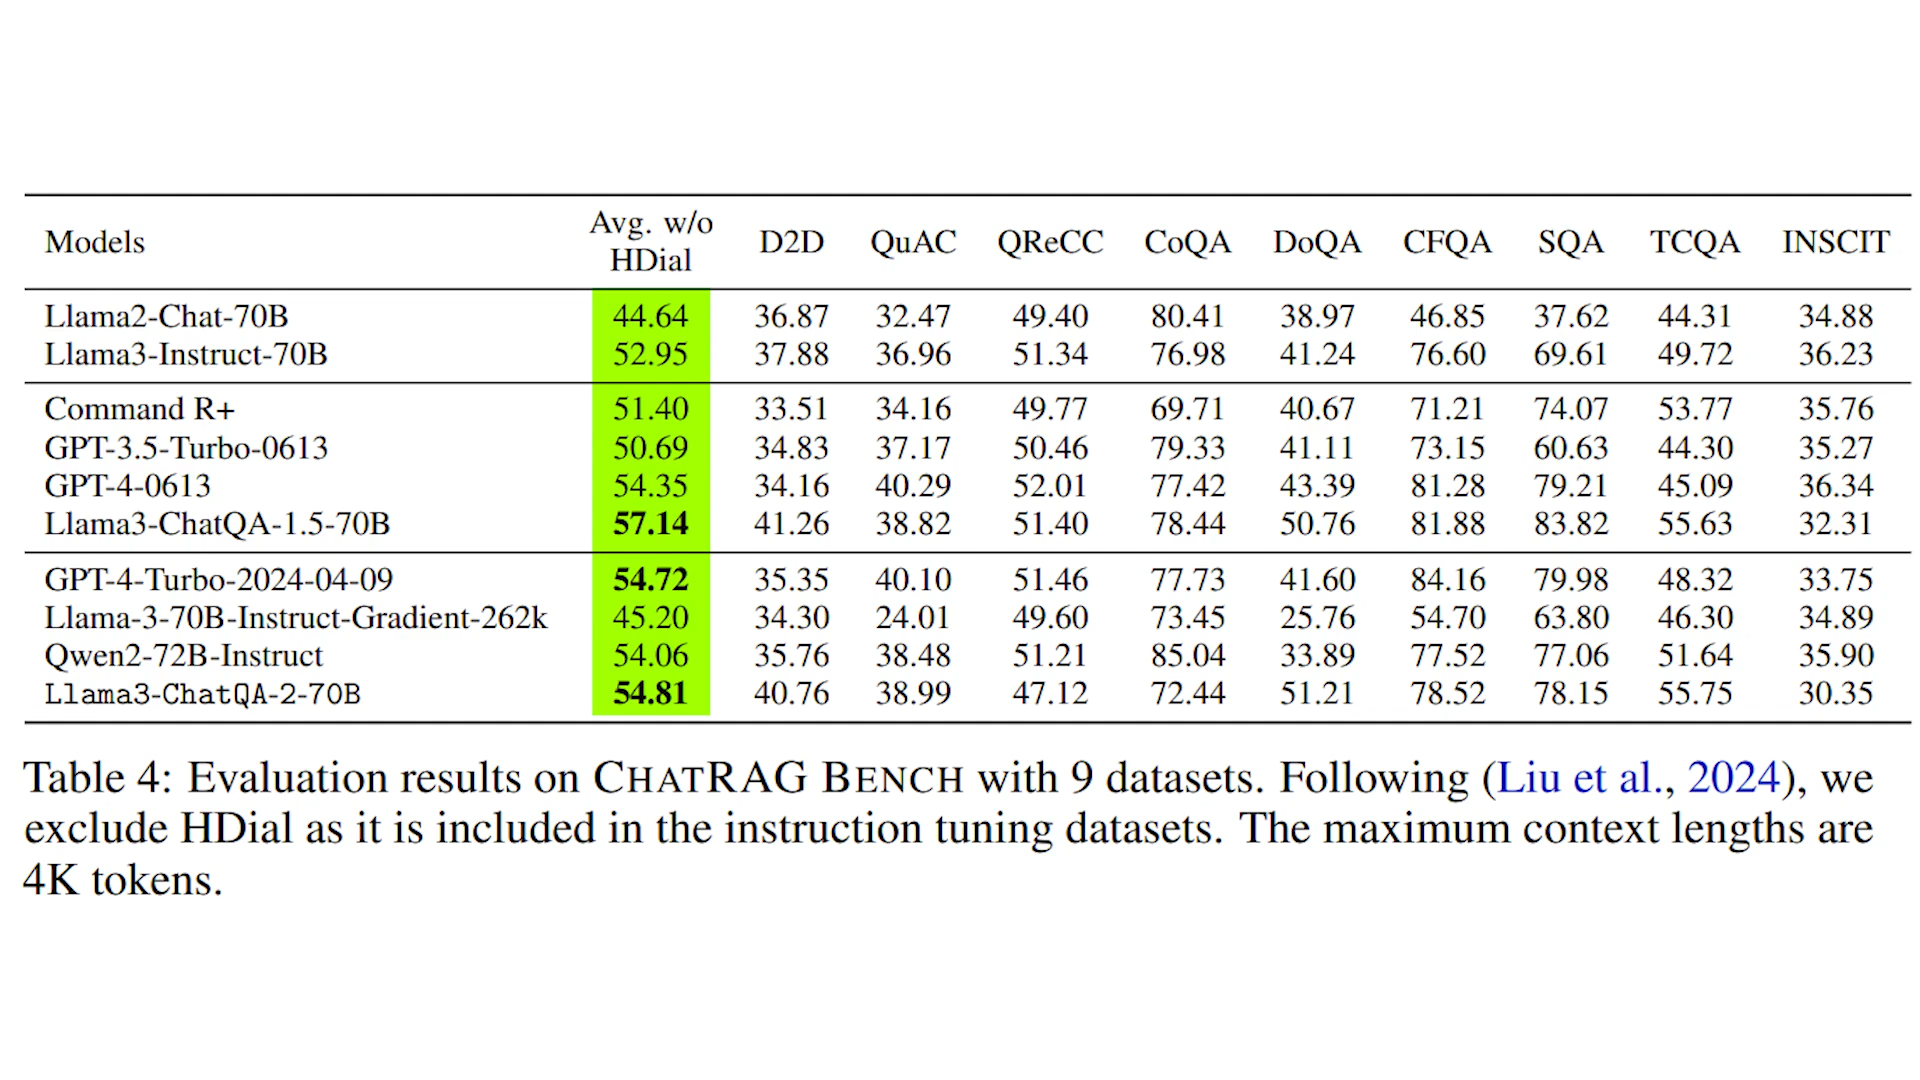 Models Avg. w/o HDial D2D QuAC QReCC CoQA DoQA CFQA SQA TCQA INSCIT
Llama2-Chat-70B 44.64 36.87 32.47 49.40 80.41 38.97 46.85 37.62 44.31 34.88
Llama3-Instruct-70B 52.95 37.88 36.96 51.34 76.98 41.24 76.60 69.61 49.72 36.23
Command R+ 51.40 33.51 34.16 49.77 69.71 40.67 71.21 74.07 53.77 35.76
GPT-3.5-Turbo-0613 50.69 34.83 37.17 50.46 79.33 41.11 73.15 60.63 44.30 35.27
GPT-4-0613 54.35 34.16 40.29 52.01 77.42 43.39 81.28 79.21 45.09 36.34
Llama3-ChatQA-1.5-70B 57.14 41.26 38.82 51.40 78.44 50.76 81.88 83.82 55.63 32.31
GPT-4-Turbo-2024-04-09 54.72 35.35 40.10 51.46 77.73 41.60 84.16 79.98 48.32 33.75
Llama-3-70B-Instruct-Gradient-262k 45.20 34.30 24.01 49.60 73.45 25.76 54.70 63.80 46.30 34.89
Qwen2-72B-Instruct 54.06 35.76 38.48 51.21 85.04 33.89 77.52 77.06 51.64 35.90
Llama3-ChatQA-2-70B 54.81 40.76 38.99 47.12 72.44 51.21 78.52 78.15 55.75 30.35
Table 4: Evaluation results on CHATRAG BENCH with 9 datasets. Following (Liu et al., 2024), we
exclude HDial as it is included in the instruction tuning datasets. The maximum context lengths are
4K tokens.